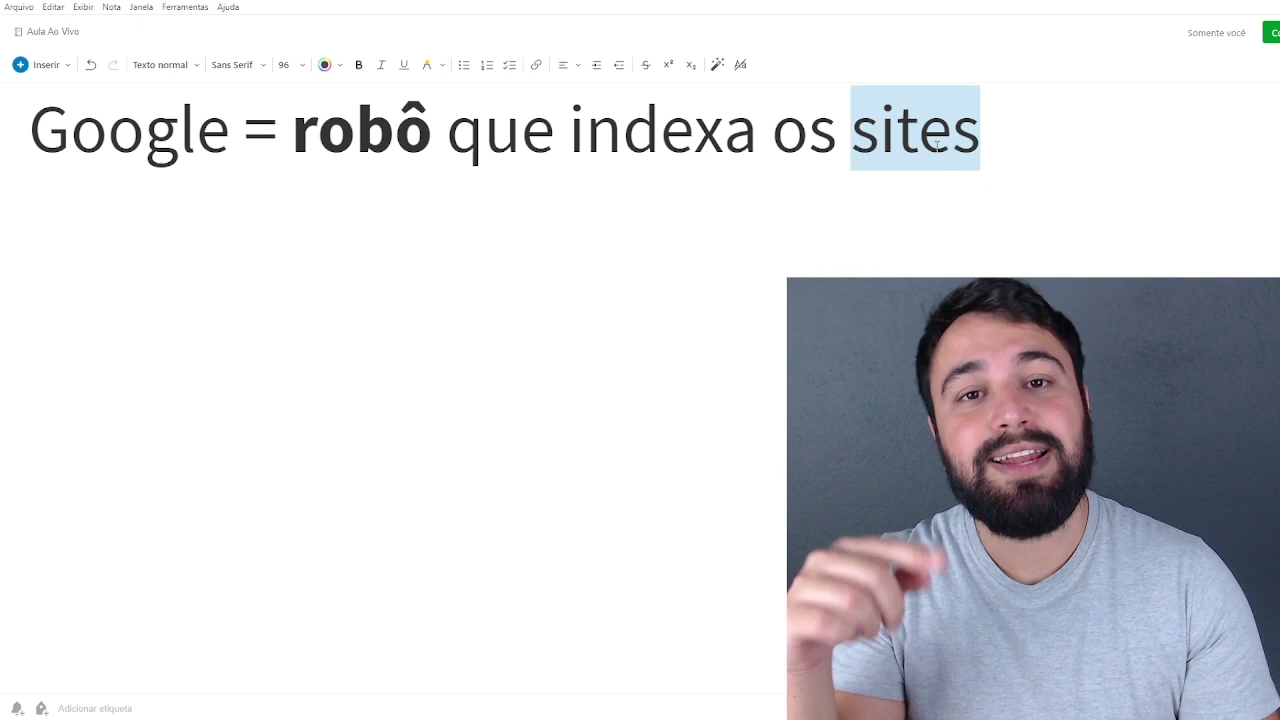 Arquivo Editar Exibir Nota Janela Ferramentas Ajuda
Aula Ao Vivo
Somente você
Inserir Texto normal Sans Serif 96
Google = robô que indexa os sites
Adicionar etiqueta